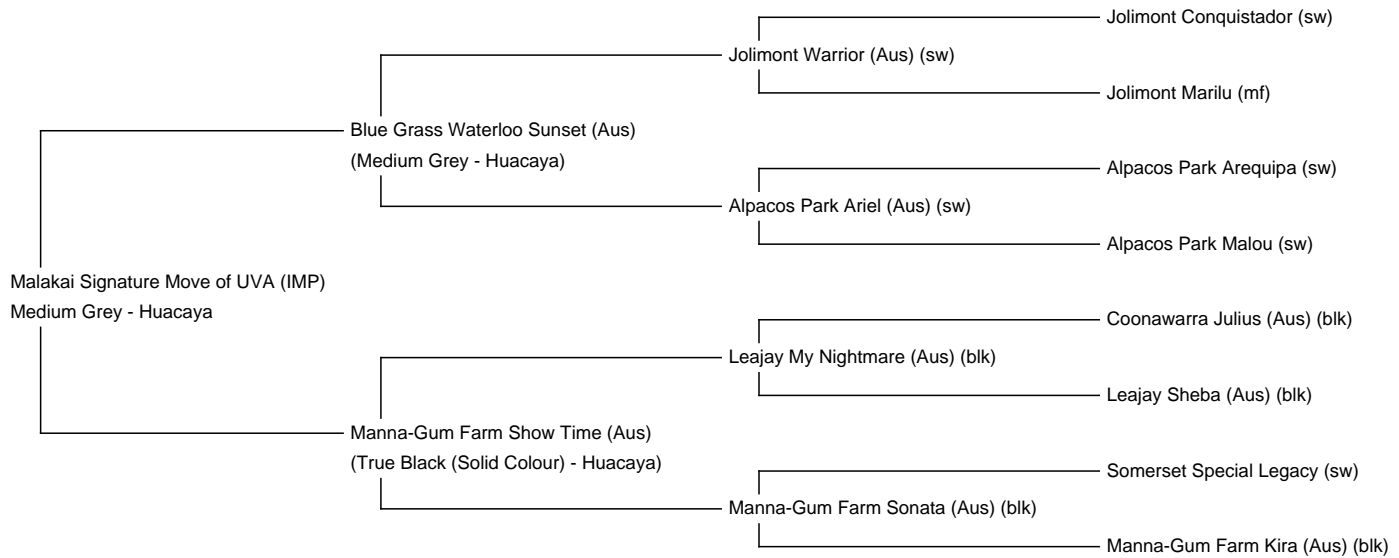 Jolimont Conquistador (sw)
Jolimont Warrior (Aus) (sw)
Jolimont Marilu (mf)
Blue Grass Waterloo Sunset (Aus)
(Medium Grey - Huacaya)
Alpacos Park Arequipa (sw)
Alpacos Park Ariel (Aus) (sw)
Alpacos Park Malou (sw)
Malakai Signature Move of UVA (IMP)
Medium Grey - Huacaya
Coonawarra Julius (Aus) (blk)
Leajay My Nightmare (Aus) (blk)
Leajay Sheba (Aus) (blk)
Manna-Gum Farm Show Time (Aus)
(True Black (Solid Colour) - Huacaya)
Somerset Special Legacy (sw)
Manna-Gum Farm Sonata (Aus) (blk)
Manna-Gum Farm Kira (Aus) (blk)